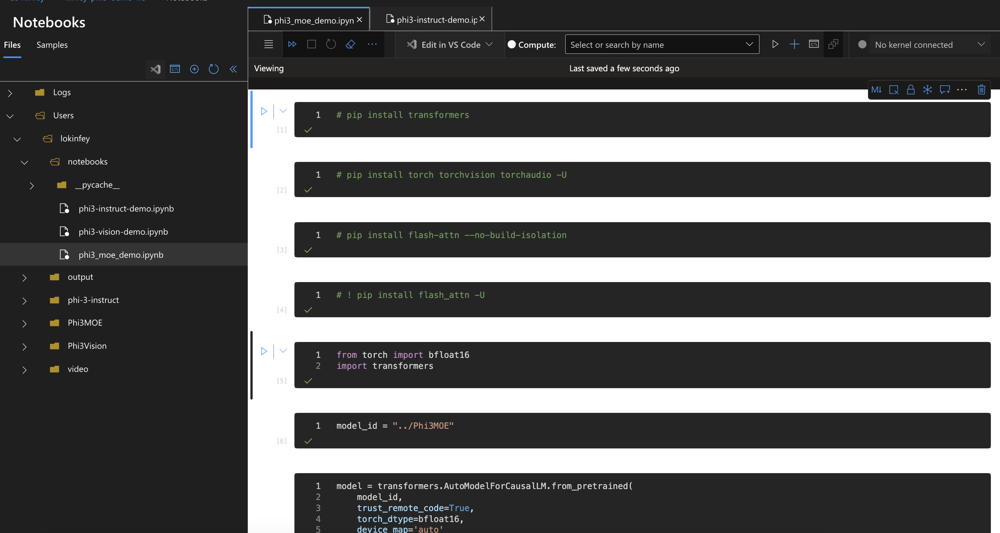 Notebooks
Files
Samples
Logs
Users
lokinfey
notebooks
__pycache__
phi3-instruct-demo.ipynb
phi3-vision-demo.ipynb
phi3_moe_demo.ipynb
output
phi-3-instruct
Phi3MOE
Phi3Vision
video
phi3_moe_demo.ipyn
phi3-instruct-demo.ip
Edit in VS Code
Compute:
Select or search by name
No kernel connected
Viewing
Last saved a few seconds ago
M↓
1 # pip install transformers
[1]
1 # pip install torch torchvision torchaudio -U
[2]
1 # pip install flash-attn --no-build-isolation
[3]
1 # ! pip install flash_attn -U
[4]
1 from torch import bfloat16
2 import transformers
[5]
1 model_id = "../Phi3MOE"
[6]
1 model = transformers.AutoModelForCausalLM.from_pretrained(
2 model_id,
3 trust_remote_code=True,
4 torch_dtype=bfloat16,
5 device_map='auto'